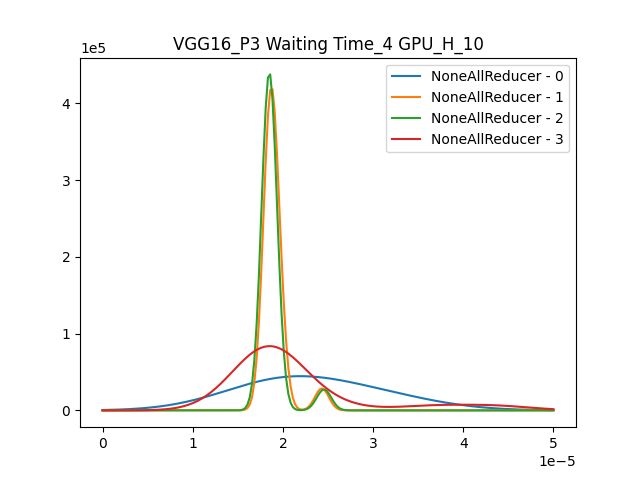 VGG16_P3 Waiting Time_4 GPU_H_10
1e5
NoneAllReducer - 0
NoneAllReducer - 1
NoneAllReducer - 2
NoneAllReducer - 3
4
3
2
1
0
0 1 2 3 4 5
1e−5